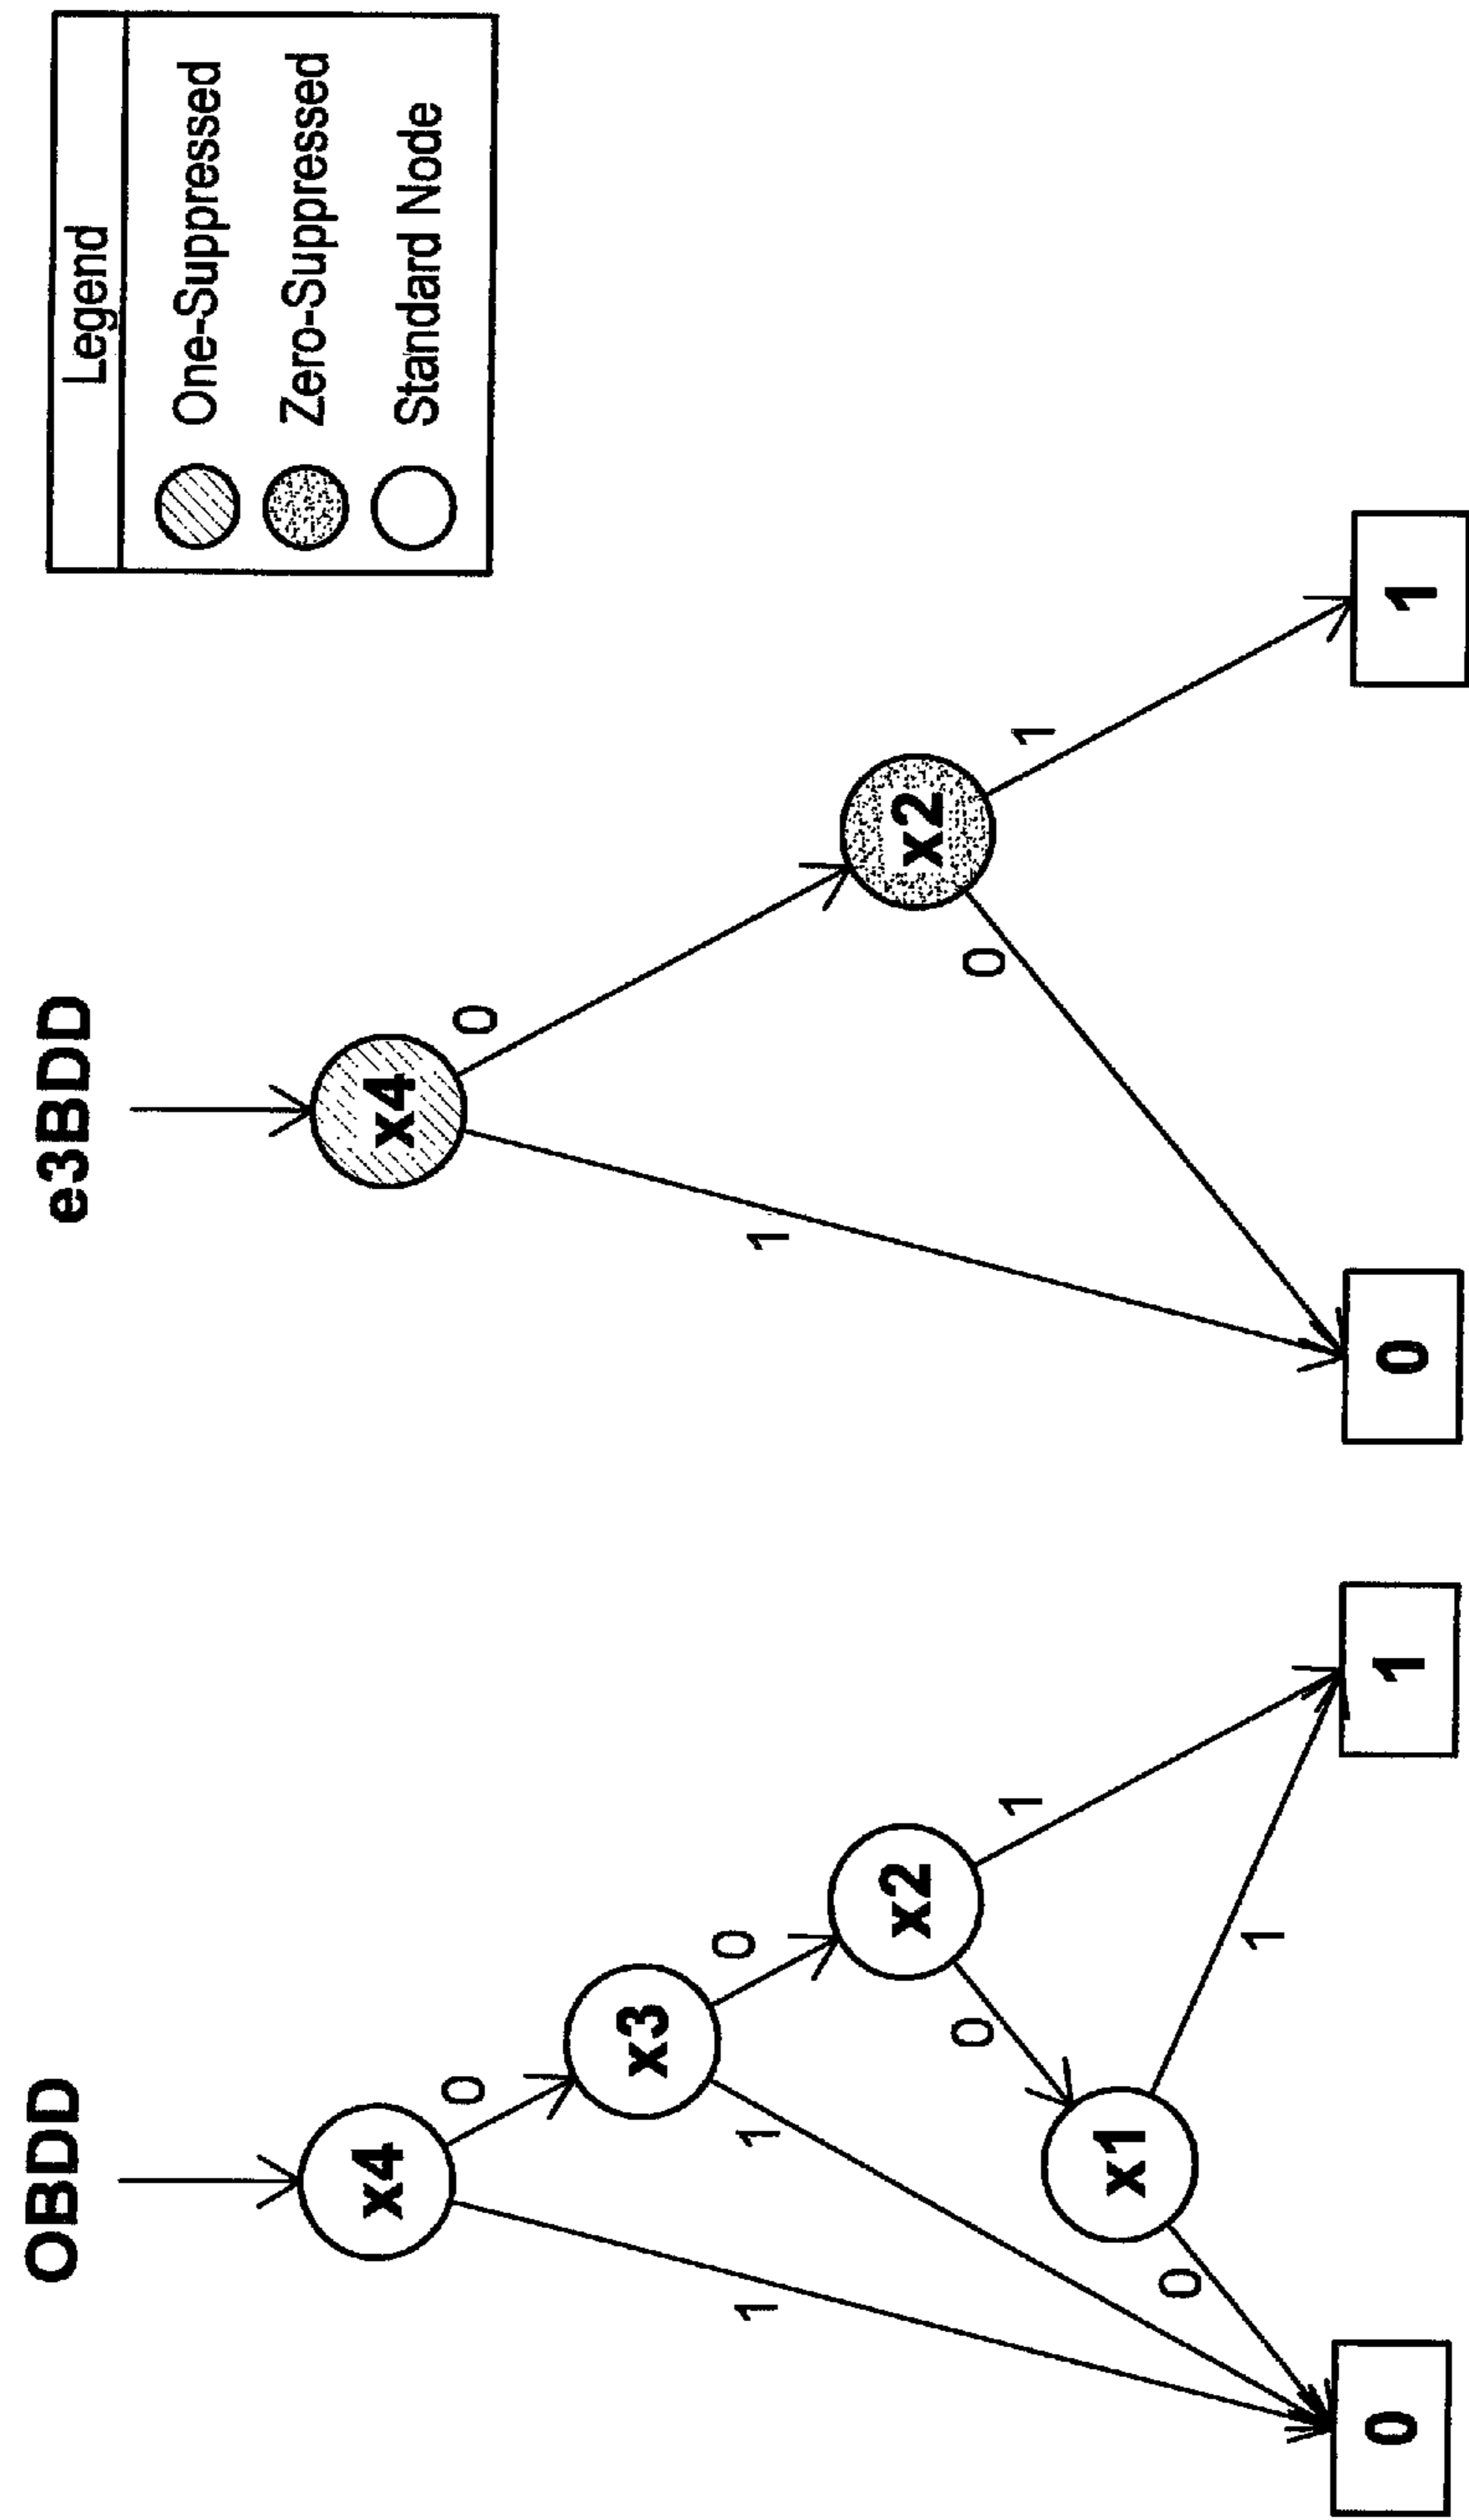 OBDD
x4
0
1
x3
0
1
x2
0
1
x1
0
1
0
1
e3BDD
x4
1
0
x2
0
1
0
1
Legend
One-Suppressed
Zero-Suppressed
Standard Node